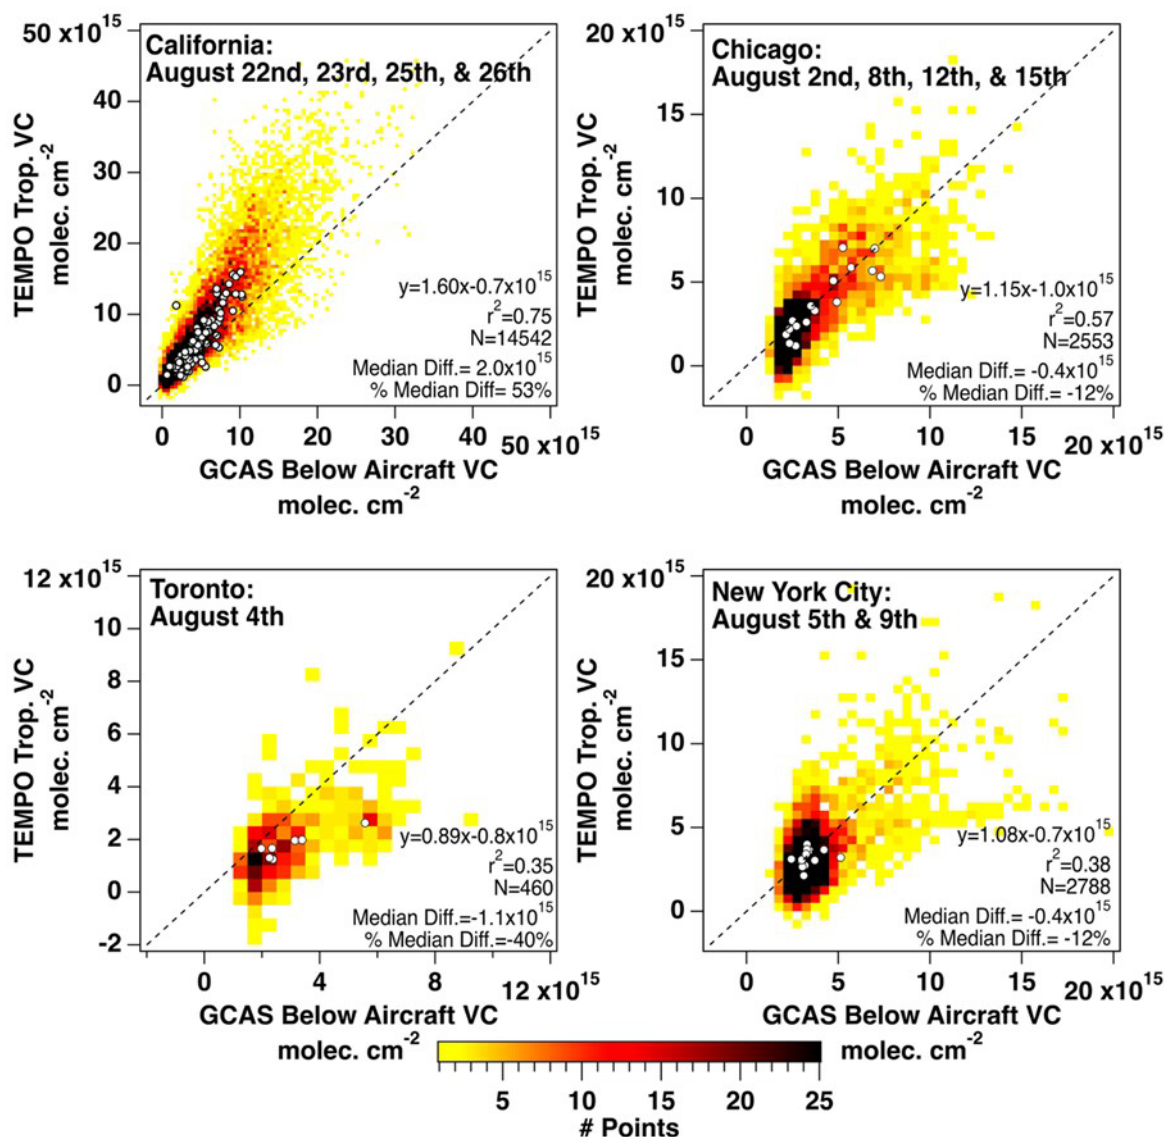 50 x10^15
California:
August 22nd, 23rd, 25th, & 26th
40
30
20
10
0
TEMPO Trop. VC
molec. cm^-2
y=1.60x-0.7x10^15
r^2=0.75
N=14542
Median Diff.= 2.0x10^15
% Median Diff= 53%
0 10 20 30 40 50 x10^15
GCAS Below Aircraft VC
molec. cm^-2
20 x10^15
Chicago:
August 2nd, 8th, 12th, & 15th
15
10
5
0
TEMPO Trop. VC
molec. cm^-2
y=1.15x-1.0x10^15
r^2=0.57
N=2553
Median Diff.= -0.4x10^15
% Median Diff.= -12%
0 5 10 15 20 x10^15
GCAS Below Aircraft VC
molec. cm^-2
12 x10^15
Toronto:
August 4th
10
8
6
4
2
0
-2
TEMPO Trop. VC
molec. cm^-2
y=0.89x-0.8x10^15
r^2=0.35
N=460
Median Diff.=-1.1x10^15
% Median Diff.=-40%
0 4 8 12 x10^15
GCAS Below Aircraft VC
molec. cm^-2
20 x10^15
New York City:
August 5th & 9th
15
10
5
0
TEMPO Trop. VC
molec. cm^-2
y=1.08x-0.7x10^15
r^2=0.38
N=2788
Median Diff.= -0.4x10^15
% Median Diff.= -12%
0 5 10 15 20 x10^15
GCAS Below Aircraft VC
molec. cm^-2
5 10 15 20 25
# Points